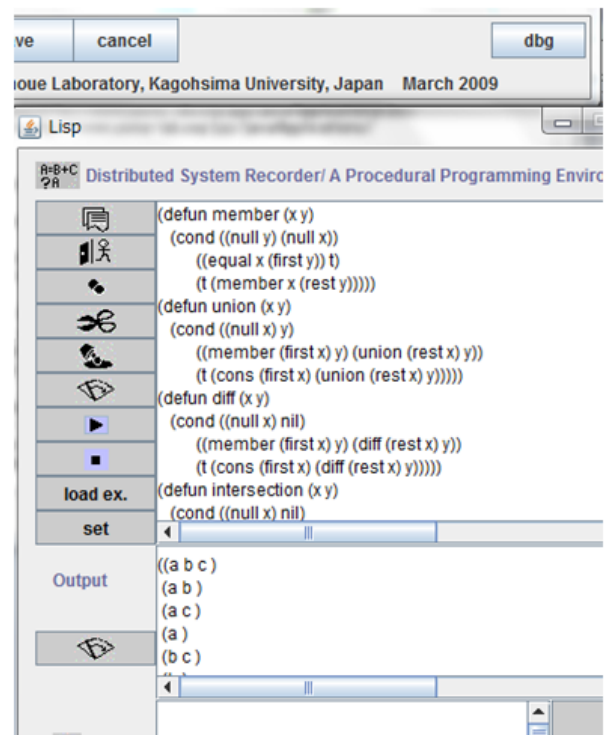 ve cancel dbg
noue Laboratory, Kagohsima University, Japan March 2009
Lisp
A=B+C
?A
Distributed System Recorder/ A Procedural Programming Enviro
(defun member (x y)
(cond ((null y) (null x))
((equal x (first y)) t)
(t (member x (rest y)))))
(defun union (x y)
(cond ((null x) y)
((member (first x) y) (union (rest x) y))
(t (cons (first x) (union (rest x) y)))))
(defun diff (x y)
(cond ((null x) nil)
((member (first x) y) (diff (rest x) y))
(t (cons (first x) (diff (rest x) y)))))
(defun intersection (x y)
(cond ((null x) nil)
load ex.
set
Output
((a b c )
(a b )
(a c )
(a )
(b c )